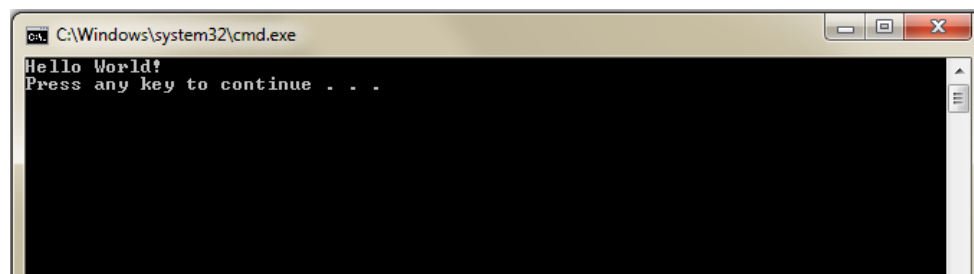 C:\Windows\system32\cmd.exe
Hello World!
Press any key to continue . . .